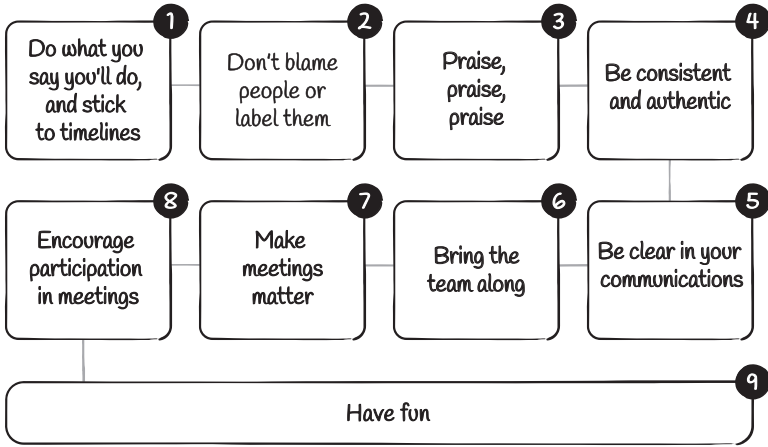 1
Do what you
say you'll do,
and stick
to timelines
2
Don't blame
people or
label them
3
Praise,
praise,
praise
4
Be consistent
and authentic
5
Be clear in your
communications
6
Bring the
team along
7
Make
meetings
matter
8
Encourage
participation
in meetings
9
Have fun